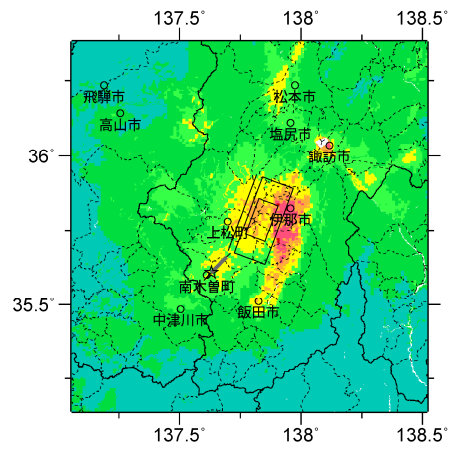 137.5° 138° 138.5°
飛騨市
松本市
高山市
塩尻市
36°
諏訪市
伊那市
上松町
南木曽町
35.5°
飯田市
中津川市
137.5° 138° 138.5°